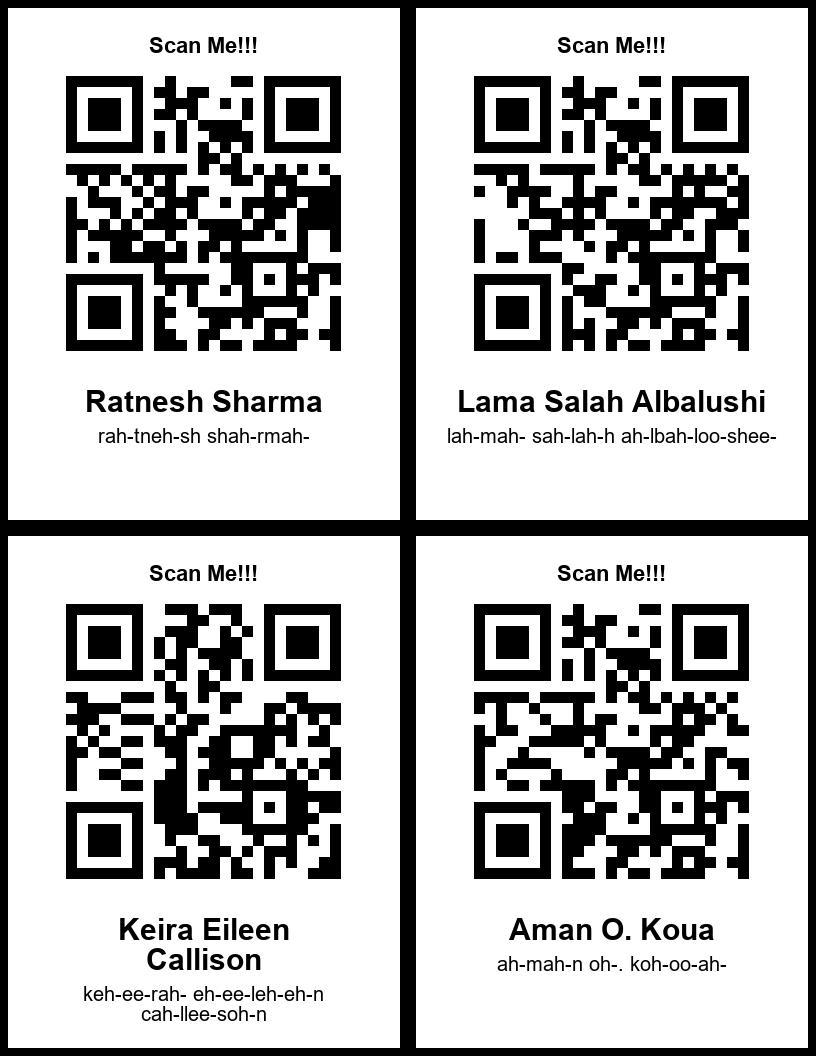 Scan Me!!!
Ratnesh Sharma
rah-tneh-sh shah-rmah-
Scan Me!!!
Lama Salah Albalushi
lah-mah- sah-lah-h ah-lbah-loo-shee-
Scan Me!!!
Keira Eileen
Callison
keh-ee-rah- eh-ee-leh-eh-n
cah-llee-soh-n
Scan Me!!!
Aman O. Koua
ah-mah-n oh-. koh-oo-ah-